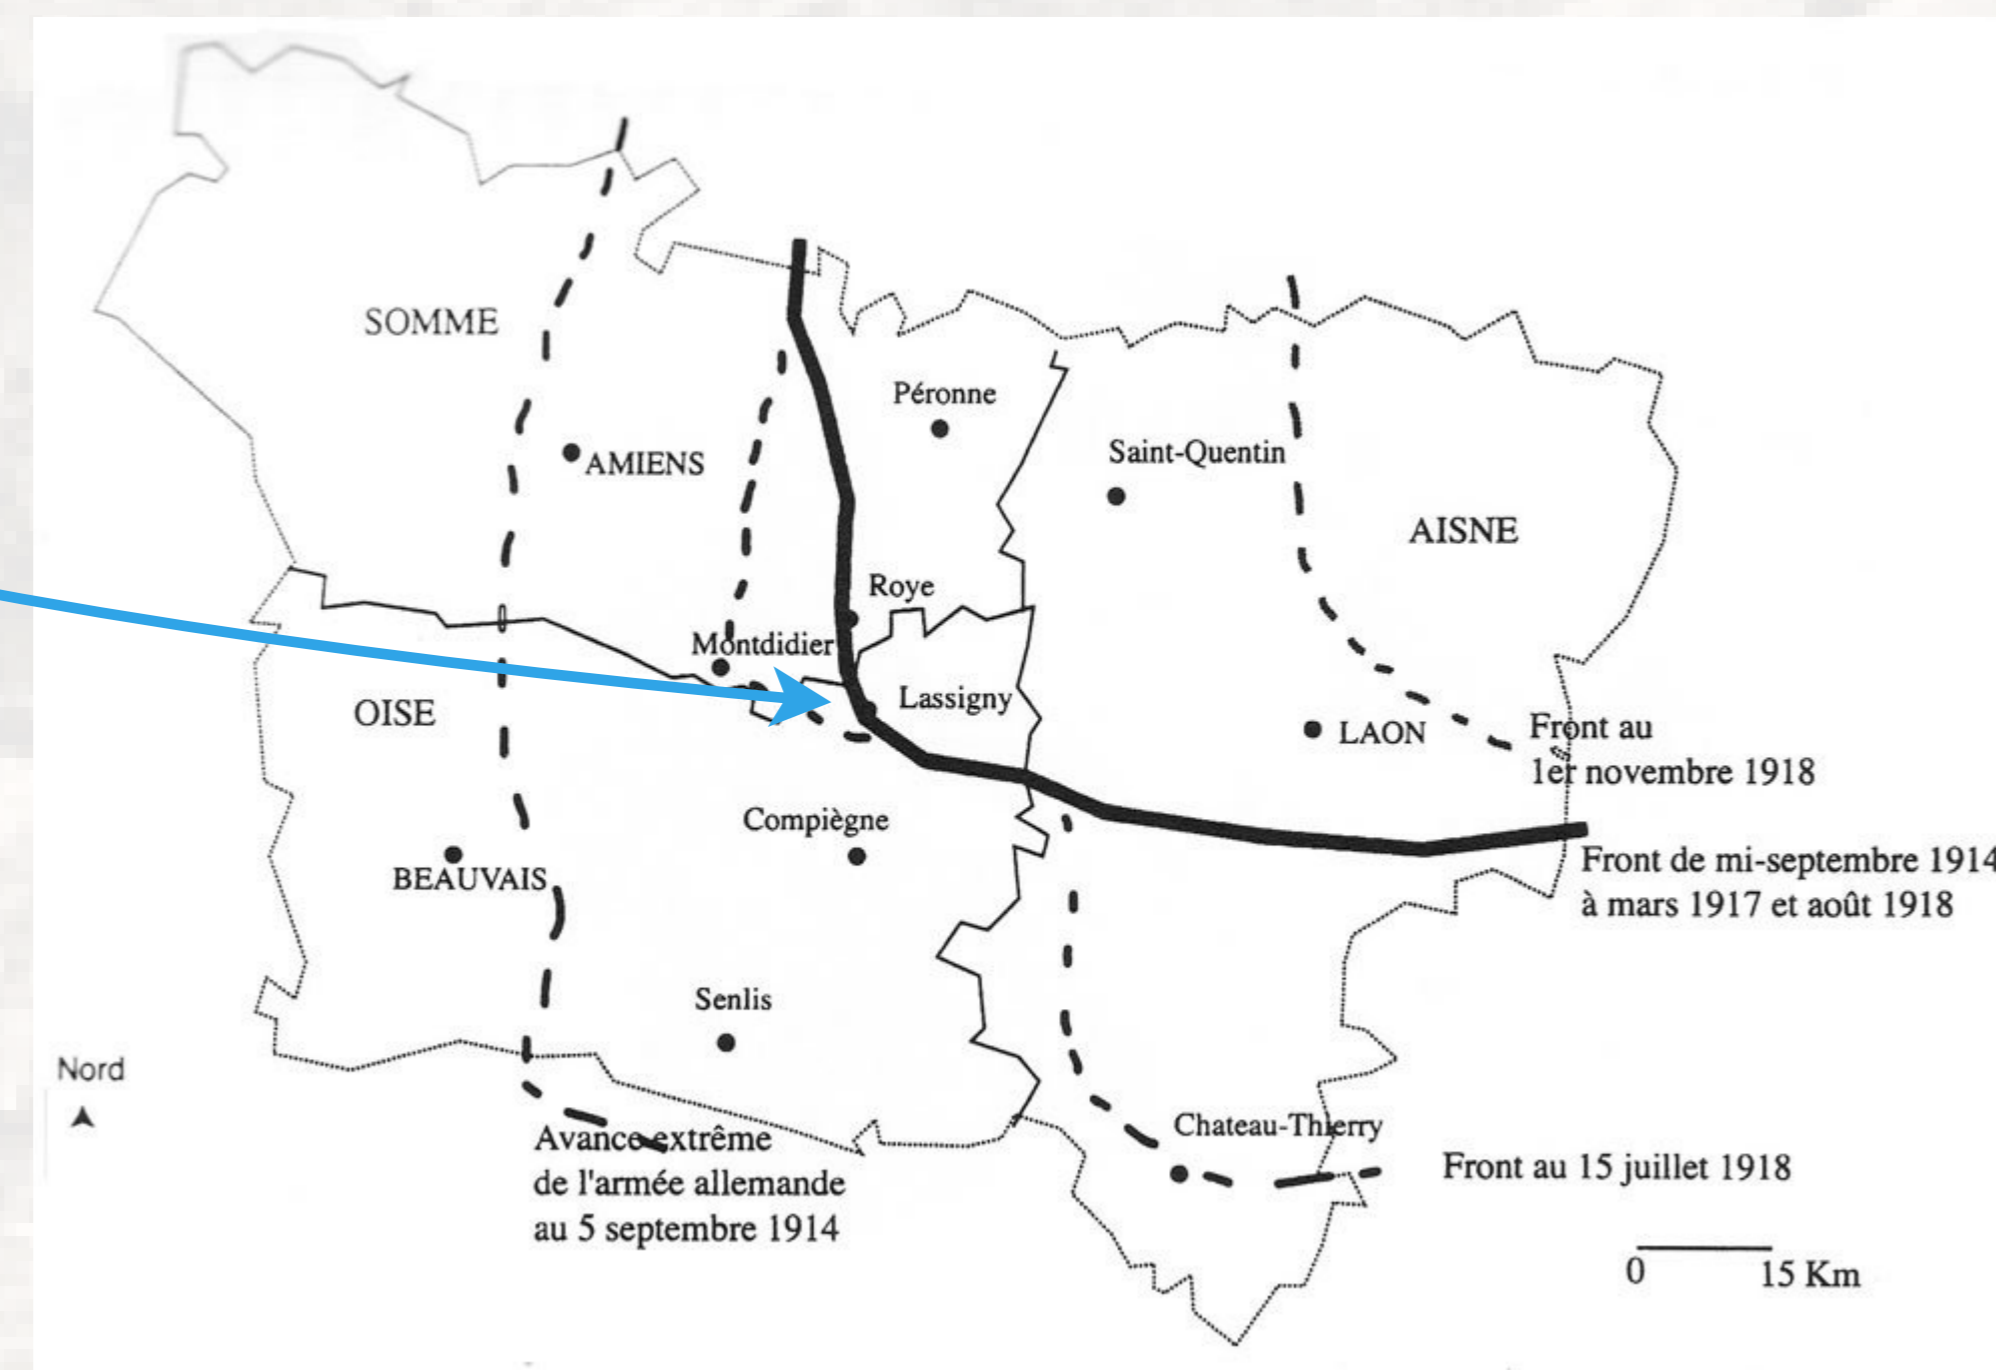 SOMME
Péronne
Saint-Quentin
AMIENS
AISNE
Roye
Montdidier
Lassigny
OISE
LAON
Front au
1er novembre 1918
Compiègne
BEAUVAIS
Front de mi-septembre 1914
à mars 1917 et août 1918
Senlis
Nord
Chateau-Thierry
Avance extrême
de l'armée allemande
au 5 septembre 1914
Front au 15 juillet 1918
0 15 Km